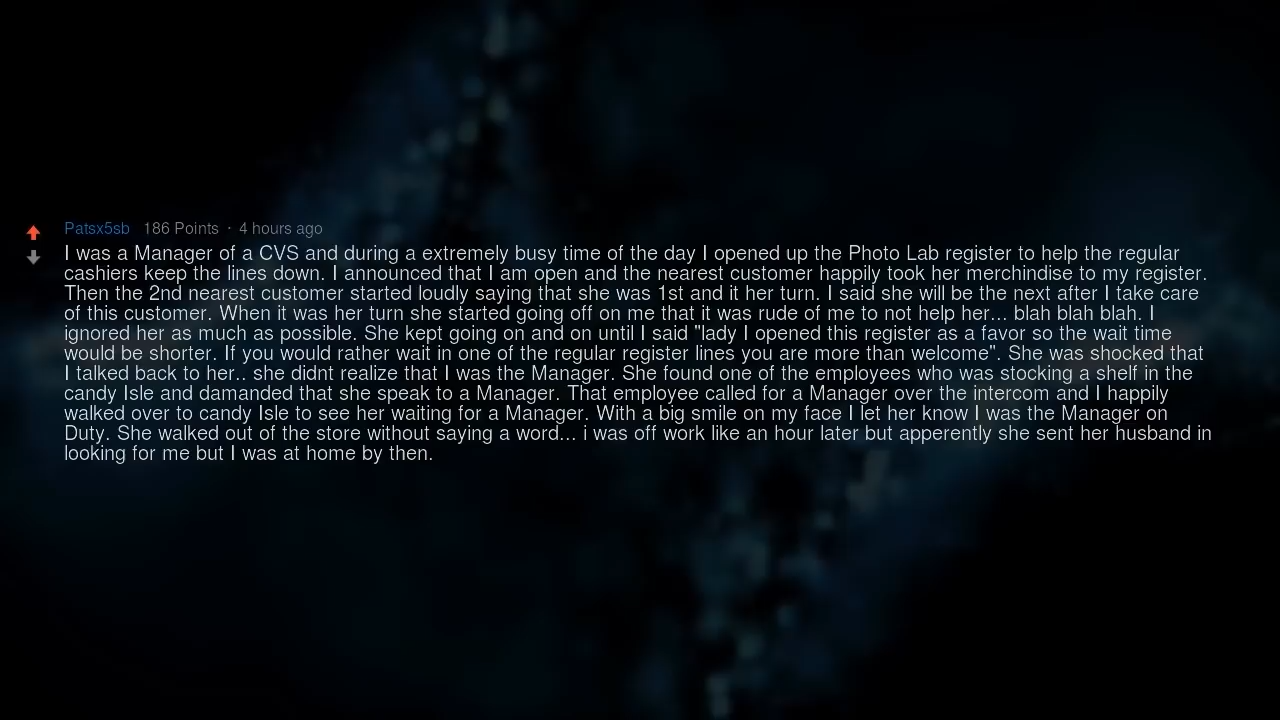 Patsx5sb 186 Points · 4 hours ago
I was a Manager of a CVS and during a extremely busy time of the day I opened up the Photo Lab register to help the regular
cashiers keep the lines down. I announced that I am open and the nearest customer happily took her merchindise to my register.
Then the 2nd nearest customer started loudly saying that she was 1st and it her turn. I said she will be the next after I take care
of this customer. When it was her turn she started going off on me that it was rude of me to not help her... blah blah blah. I
ignored her as much as possible. She kept going on and on until I said "lady I opened this register as a favor so the wait time
would be shorter. If you would rather wait in one of the regular register lines you are more than welcome". She was shocked that
I talked back to her.. she didnt realize that I was the Manager. She found one of the employees who was stocking a shelf in the
candy Isle and damanded that she speak to a Manager. That employee called for a Manager over the intercom and I happily
walked over to candy Isle to see her waiting for a Manager. With a big smile on my face I let her know I was the Manager on
Duty. She walked out of the store without saying a word... i was off work like an hour later but apperently she sent her husband in
looking for me but I was at home by then.